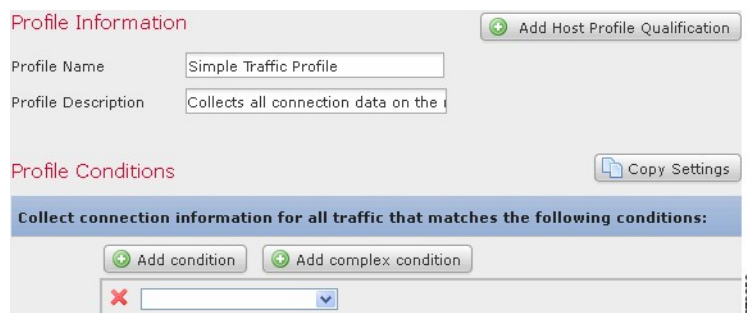 Profile Information
Add Host Profile Qualification
Profile Name
Simple Traffic Profile
Profile Description
Collects all connection data on the
Profile Conditions
Copy Settings
Collect connection information for all traffic that matches the following conditions:
Add condition
Add complex condition